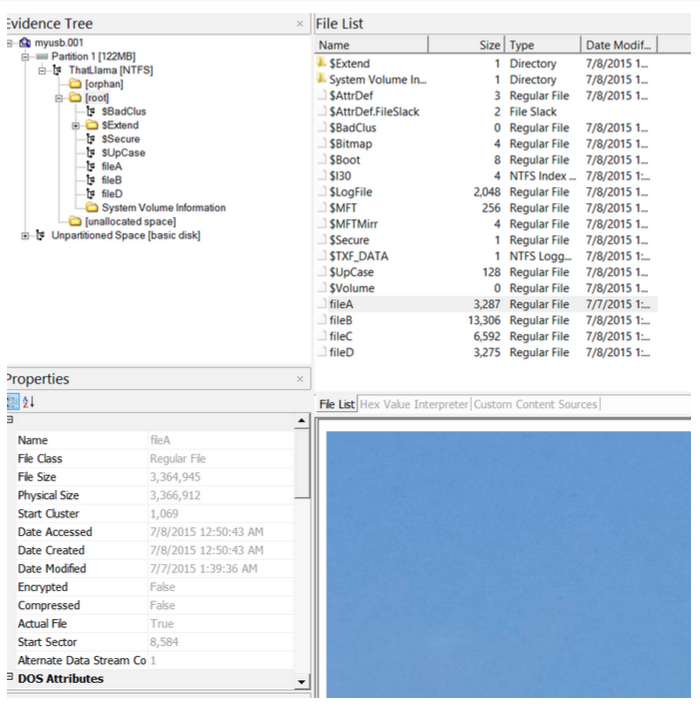 Evidence Tree
myusb.001
Partition 1 [122MB]
ThatLlama [NTFS]
[orphan]
[root]
$BadClus
$Extend
$Secure
$UpCase
fileA
fileB
fileD
System Volume Information
[unallocated space]
Unpartitioned Space [basic disk]
File List
Name Size Type Date Modif...
$Extend 1 Directory 7/8/2015 1...
System Volume In... 1 Directory 7/8/2015 1...
$AttrDef 3 Regular File 7/8/2015 1...
$AttrDef.FileSlack 2 File Slack
$BadClus 0 Regular File 7/8/2015 1...
$Bitmap 4 Regular File 7/8/2015 1...
$Boot 8 Regular File 7/8/2015 1...
$I30 4 NTFS Index ... 7/8/2015 1:...
$LogFile 2,048 Regular File 7/8/2015 1...
$MFT 256 Regular File 7/8/2015 1...
$MFTMirr 4 Regular File 7/8/2015 1...
$Secure 1 Regular File 7/8/2015 1...
$TXF_DATA 1 NTFS Logg... 7/8/2015 1:...
$UpCase 128 Regular File 7/8/2015 1...
$Volume 0 Regular File 7/8/2015 1...
fileA 3,287 Regular File 7/7/2015 1:...
fileB 13,306 Regular File 7/8/2015 1:...
fileC 6,592 Regular File 7/8/2015 1:...
fileD 3,275 Regular File 7/8/2015 1:...
Properties
Name fileA
File Class Regular File
File Size 3,364,945
Physical Size 3,366,912
Start Cluster 1,069
Date Accessed 7/8/2015 12:50:43 AM
Date Created 7/8/2015 12:50:43 AM
Date Modified 7/7/2015 1:39:36 AM
Encrypted False
Compressed False
Actual File True
Start Sector 8,584
Alternate Data Stream Co 1
DOS Attributes
File List Hex Value Interpreter Custom Content Sources